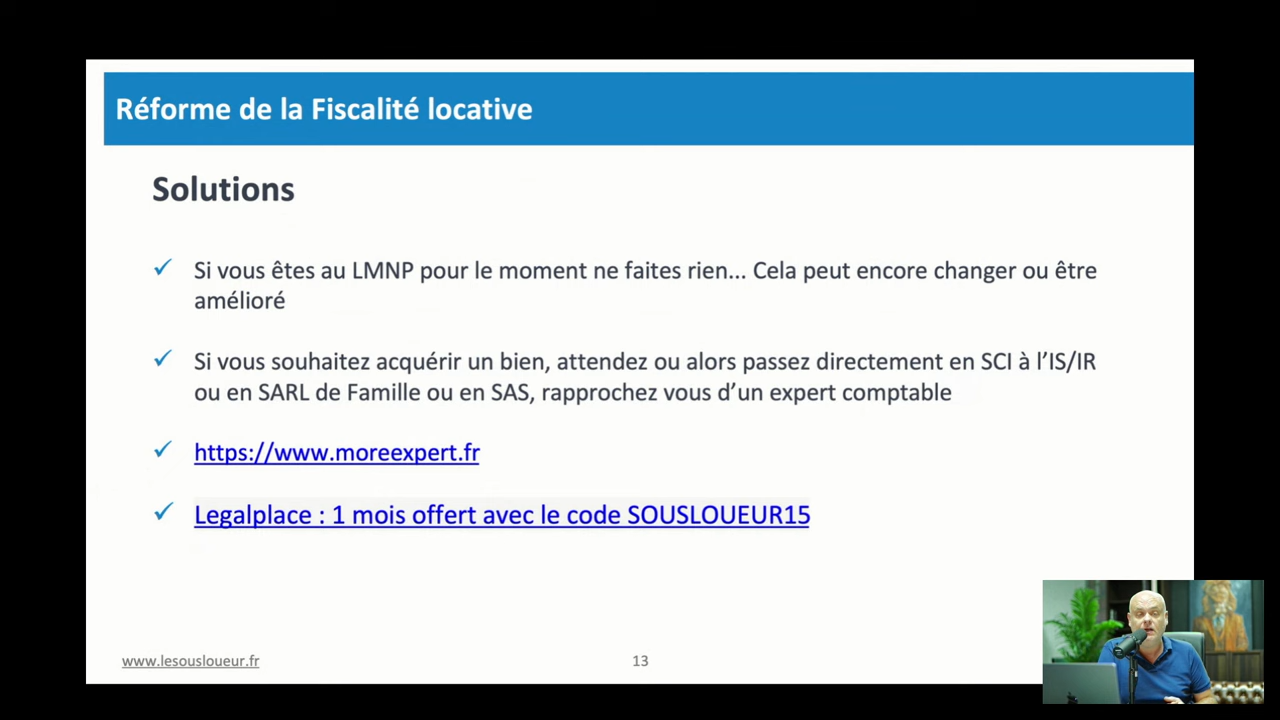 Réforme de la Fiscalité locative
Solutions
Si vous êtes au LMNP pour le moment ne faites rien... Cela peut encore changer ou être
amélioré
Si vous souhaitez acquérir un bien, attendez ou alors passez directement en SCI à l'IS/IR
ou en SARL de Famille ou en SAS, rapprochez vous d'un expert comptable
https://www.moreexpert.fr
Legalplace : 1 mois offert avec le code SOUSLOUEUR15
www.lesousloueur.fr
13